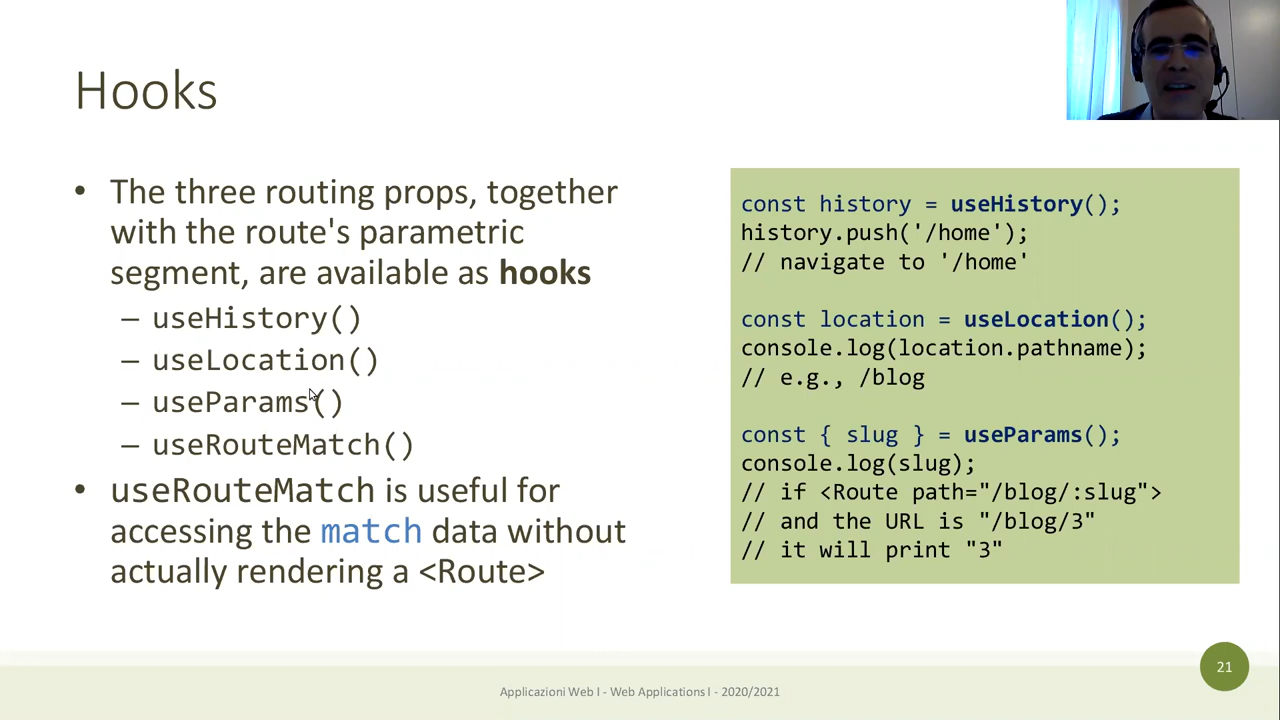 Hooks
• The three routing props, together
with the route's parametric
segment, are available as hooks
– useHistory()
– useLocation()
– useParams()
– useRouteMatch()
• useRouteMatch is useful for
accessing the match data without
actually rendering a <Route>
const history = useHistory();
history.push('/home');
// navigate to '/home'
const location = useLocation();
console.log(location.pathname);
// e.g., /blog
const { slug } = useParams();
console.log(slug);
// if <Route path="/blog/:slug">
// and the URL is "/blog/3"
// it will print "3"
Applicazioni Web I - Web Applications I - 2020/2021
21